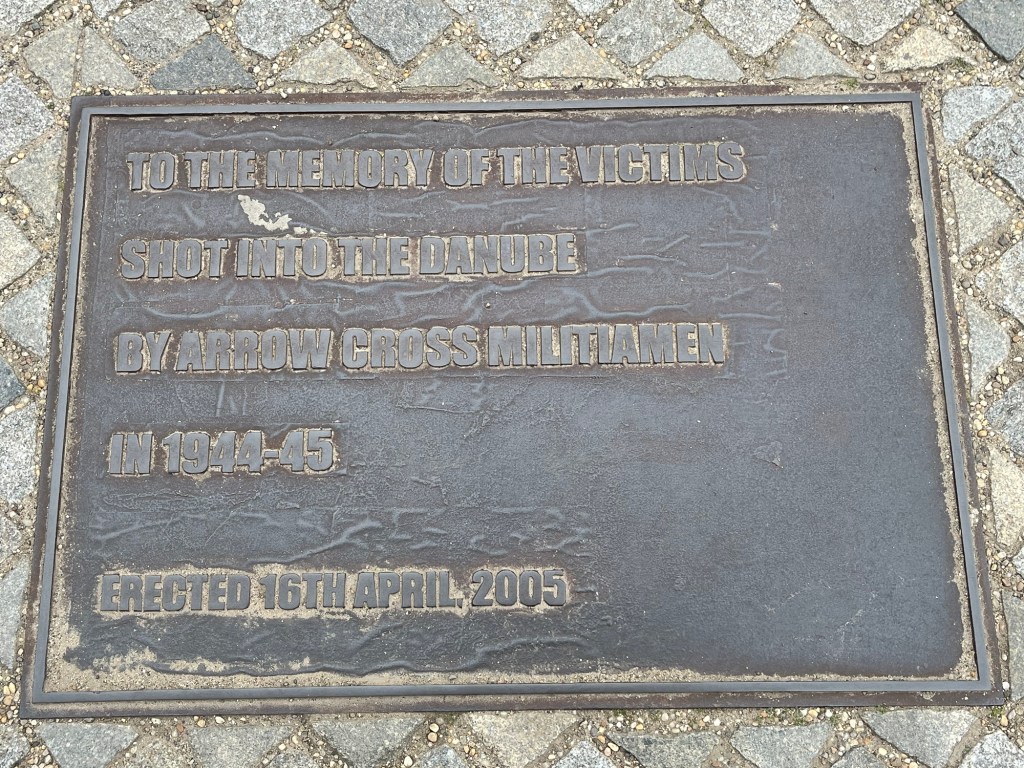 TO THE MEMORY OF THE VICTIMS
SHOT INTO THE DANUBE
BY ARROW CROSS MILITIAMEN
IN 1944-45
ERECTED 16TH APRIL, 2005